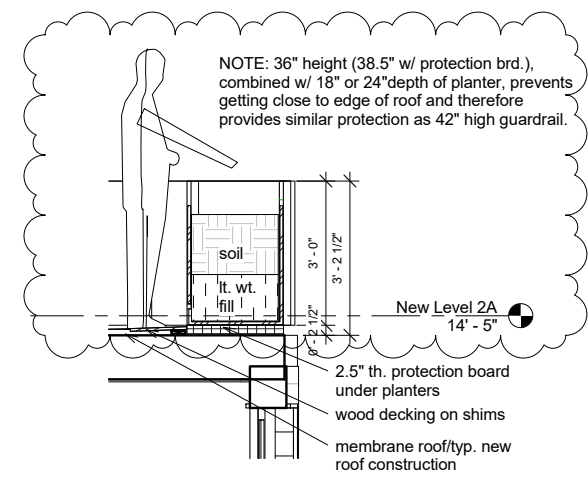 NOTE: 36" height (38.5" w/ protection brd.),
combined w/ 18" or 24"depth of planter, prevents
getting close to edge of roof and therefore
provides similar protection as 42" high guardrail.
soil
lt. wt.
fill
3' - 0"
3' - 2 1/2"
0' - 2 1/2"
New Level 2A
14' - 5"
2.5" th. protection board
under planters
wood decking on shims
membrane roof/typ. new
roof construction